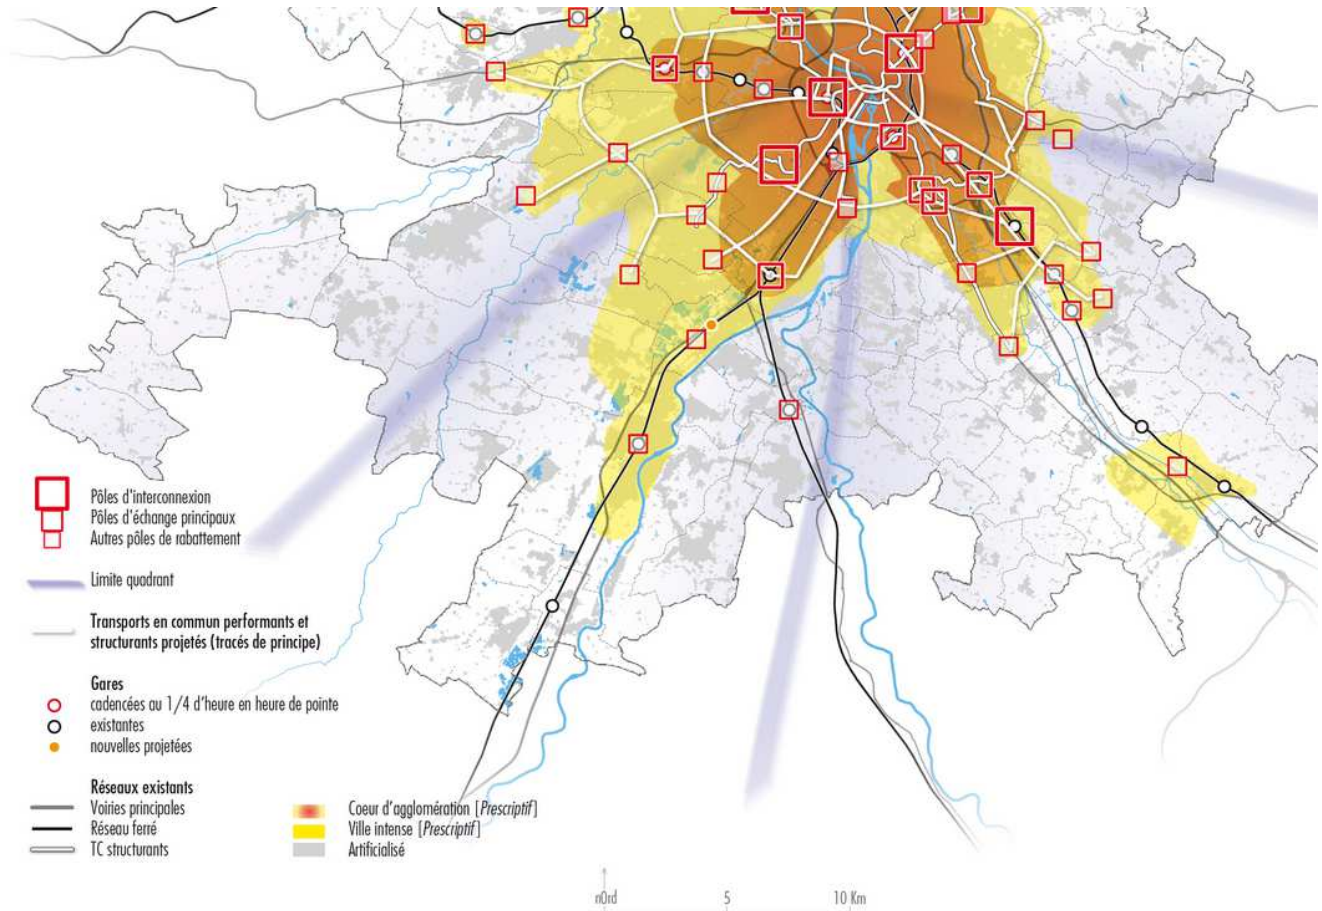 Pôles d'interconnexion
Pôles d'échange principaux
Autres pôles de rabattement
Limite quadrant
Transports en commun performants et
structurants projetés (tracés de principe)
Gares
cadencées au 1/4 d'heure en heure de pointe
existantes
nouvelles projetées
Réseaux existants
Voiries principales
Réseau ferré
TC structurants
Coeur d'agglomération [Prescriptif]
Ville intense [Prescriptif]
Artificialisé
nOrd 5 10 Km